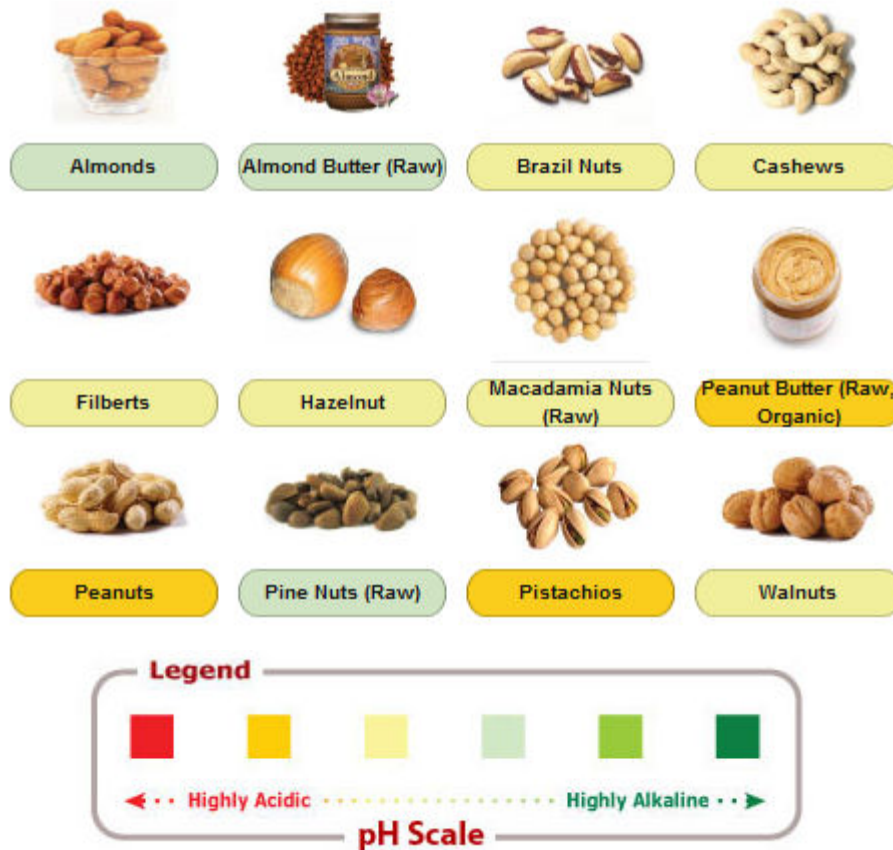 Almond
Almonds
Almond Butter (Raw)
Brazil Nuts
Cashews
Filberts
Hazelnut
Macadamia Nuts
(Raw)
Peanut Butter (Raw,
Organic)
Peanuts
Pine Nuts (Raw)
Pistachios
Walnuts
Legend
Highly Acidic
Highly Alkaline
pH Scale